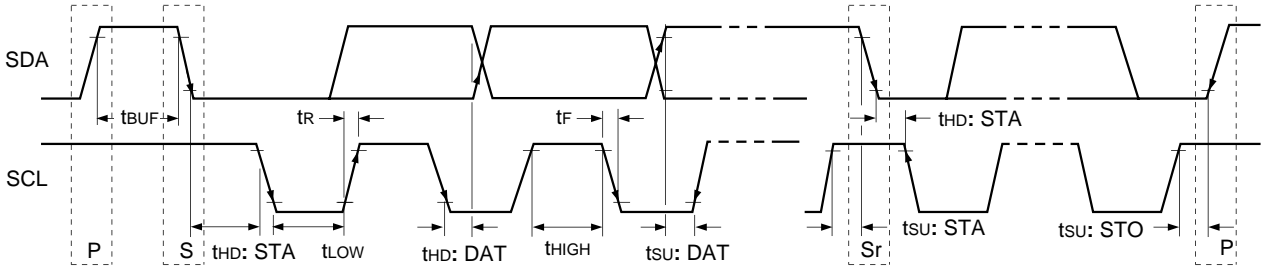 SDA
tBUF
tR
tF
tHD: STA
SCL
P
S
tHD: STA
tLOW
tHD: DAT
tHIGH
tSU: DAT
Sr
tSU: STA
tSU: STO
P